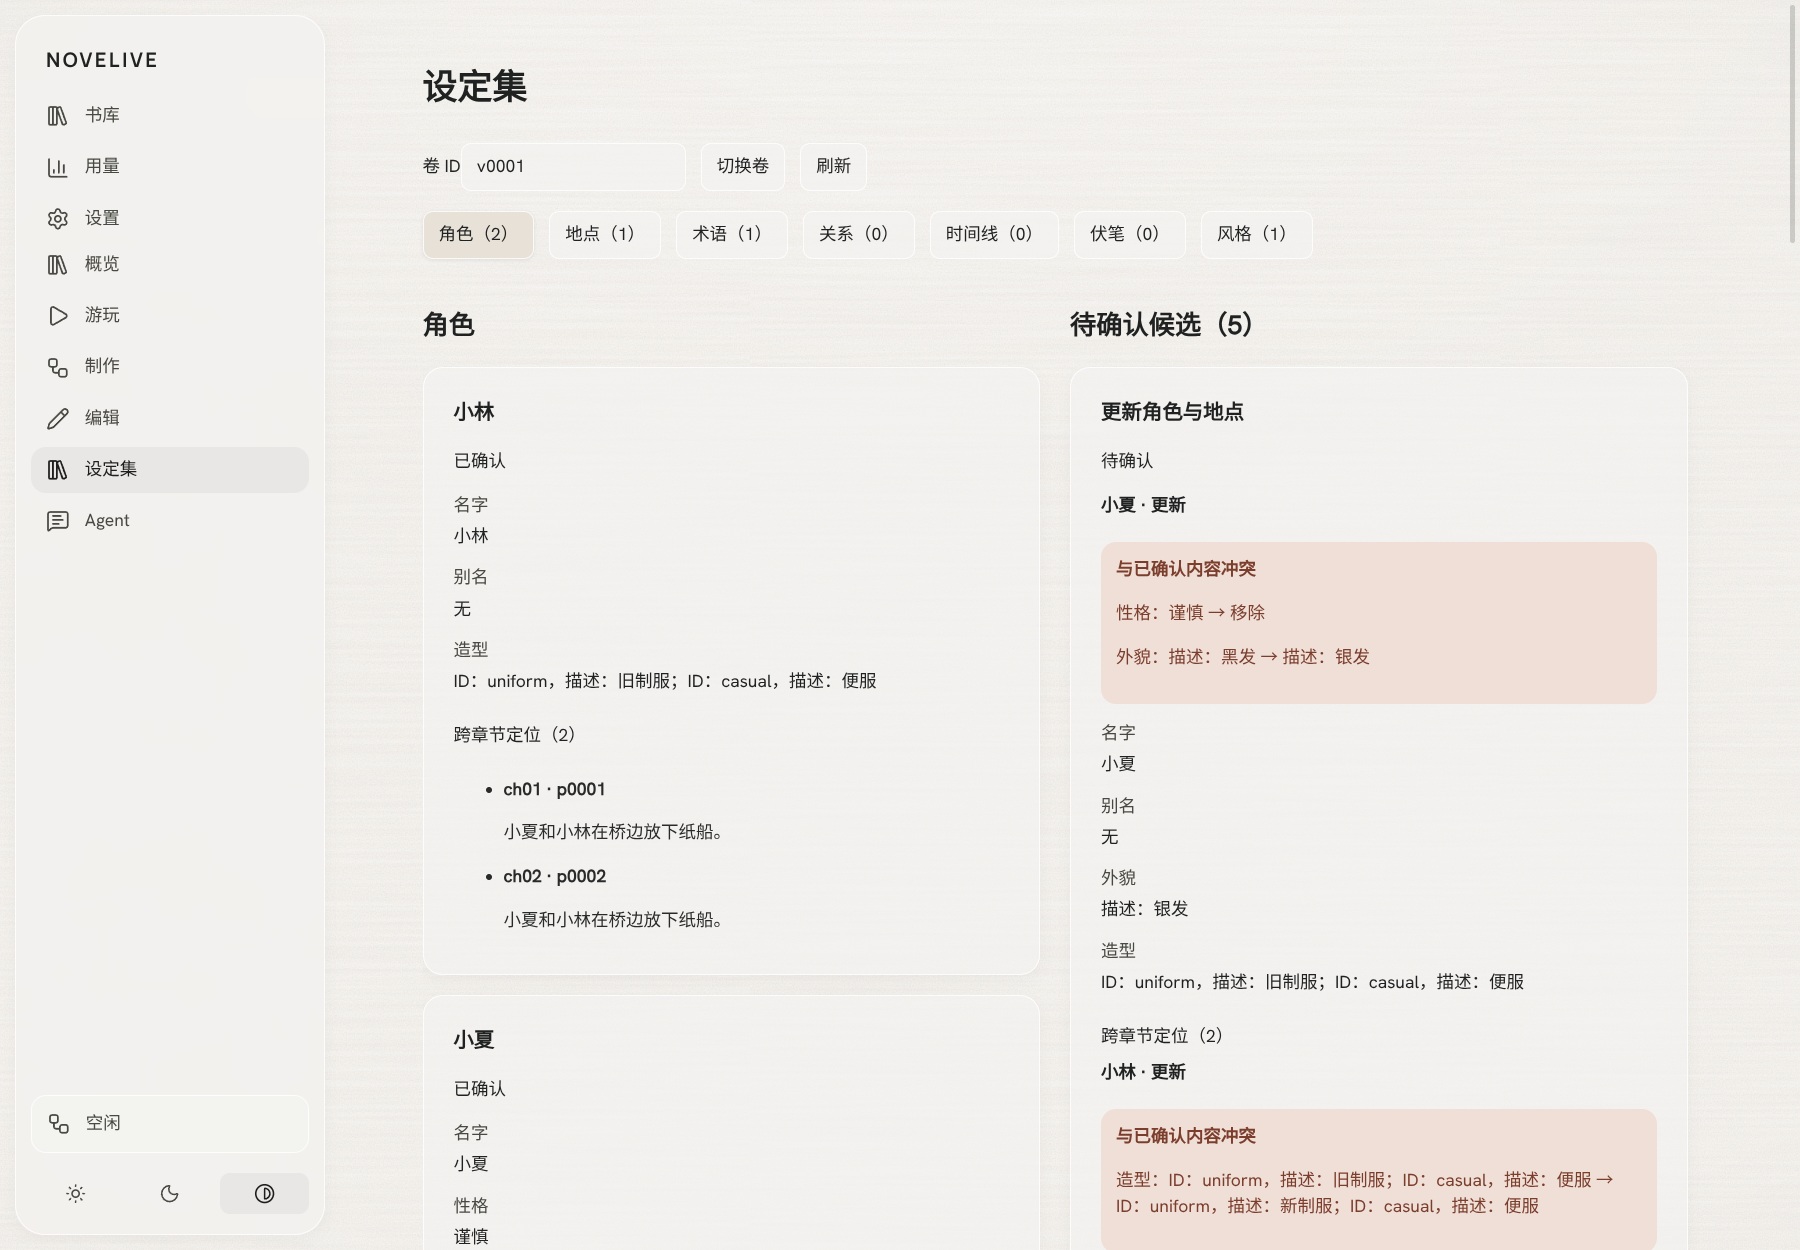 NOVELIVE
书库
用量
设置
概览
游玩
制作
编辑
设定集
Agent
空闲
设定集
卷 ID
v0001
切换卷
刷新
角色（2）
地点（1）
术语（1）
关系（0）
时间线（0）
伏笔（0）
风格（1）
角色
小林
已确认
名字
小林
别名
无
造型
ID：uniform，描述：旧制服；ID：casual，描述：便服
跨章节定位（2）
ch01 · p0001
小夏和小林在桥边放下纸船。
ch02 · p0002
小夏和小林在桥边放下纸船。
小夏
已确认
名字
小夏
性格
谨慎
待确认候选（5）
更新角色与地点
待确认
小夏 · 更新
与已确认内容冲突
性格：谨慎 → 移除
外貌：描述：黑发 → 描述：银发
名字
小夏
别名
无
外貌
描述：银发
造型
ID：uniform，描述：旧制服；ID：casual，描述：便服
跨章节定位（2）
小林 · 更新
与已确认内容冲突
造型：ID：uniform，描述：旧制服；ID：casual，描述：便服 →
ID：uniform，描述：新制服；ID：casual，描述：便服